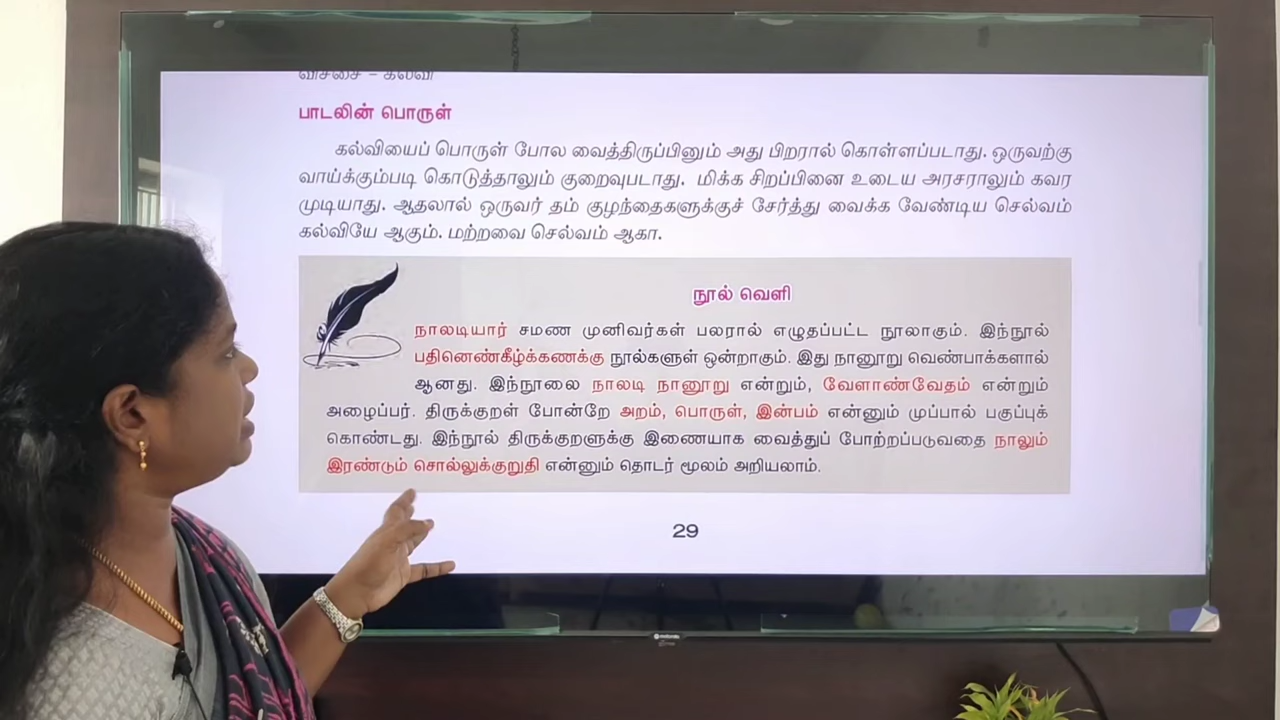 விச்சை – கல்வி
பாடலின் பொருள்
கல்வியைப் பொருள் போல வைத்திருப்பினும் அது பிறரால் கொள்ளப்படாது. ஒருவற்கு
வாய்க்கும்படி கொடுத்தாலும் குறைவுபடாது. மிக்க சிறப்பினை உடைய அரசராலும் கவர
முடியாது. ஆதலால் ஒருவர் தம் குழந்தைகளுக்குச் சேர்த்து வைக்க வேண்டிய செல்வம்
கல்வியே ஆகும். மற்றவை செல்வம் ஆகா.
நூல் வெளி
நாலடியார் சமண முனிவர்கள் பலரால் எழுதப்பட்ட நூலாகும். இந்நூல்
பதினெண்கீழ்க்கணக்கு நூல்களுள் ஒன்றாகும். இது நானூறு வெண்பாக்களால்
ஆனது. இந்நூலை நாலடி நானூறு என்றும், வேளாண்வேதம் என்றும்
அழைப்பர். திருக்குறள் போன்றே அறம், பொருள், இன்பம் என்னும் முப்பால் பகுப்புக்
கொண்டது. இந்நூல் திருக்குறளுக்கு இணையாக வைத்துப் போற்றப்படுவதை நாலும்
இரண்டும் சொல்லுக்குறுதி என்னும் தொடர் மூலம் அறியலாம்.
29